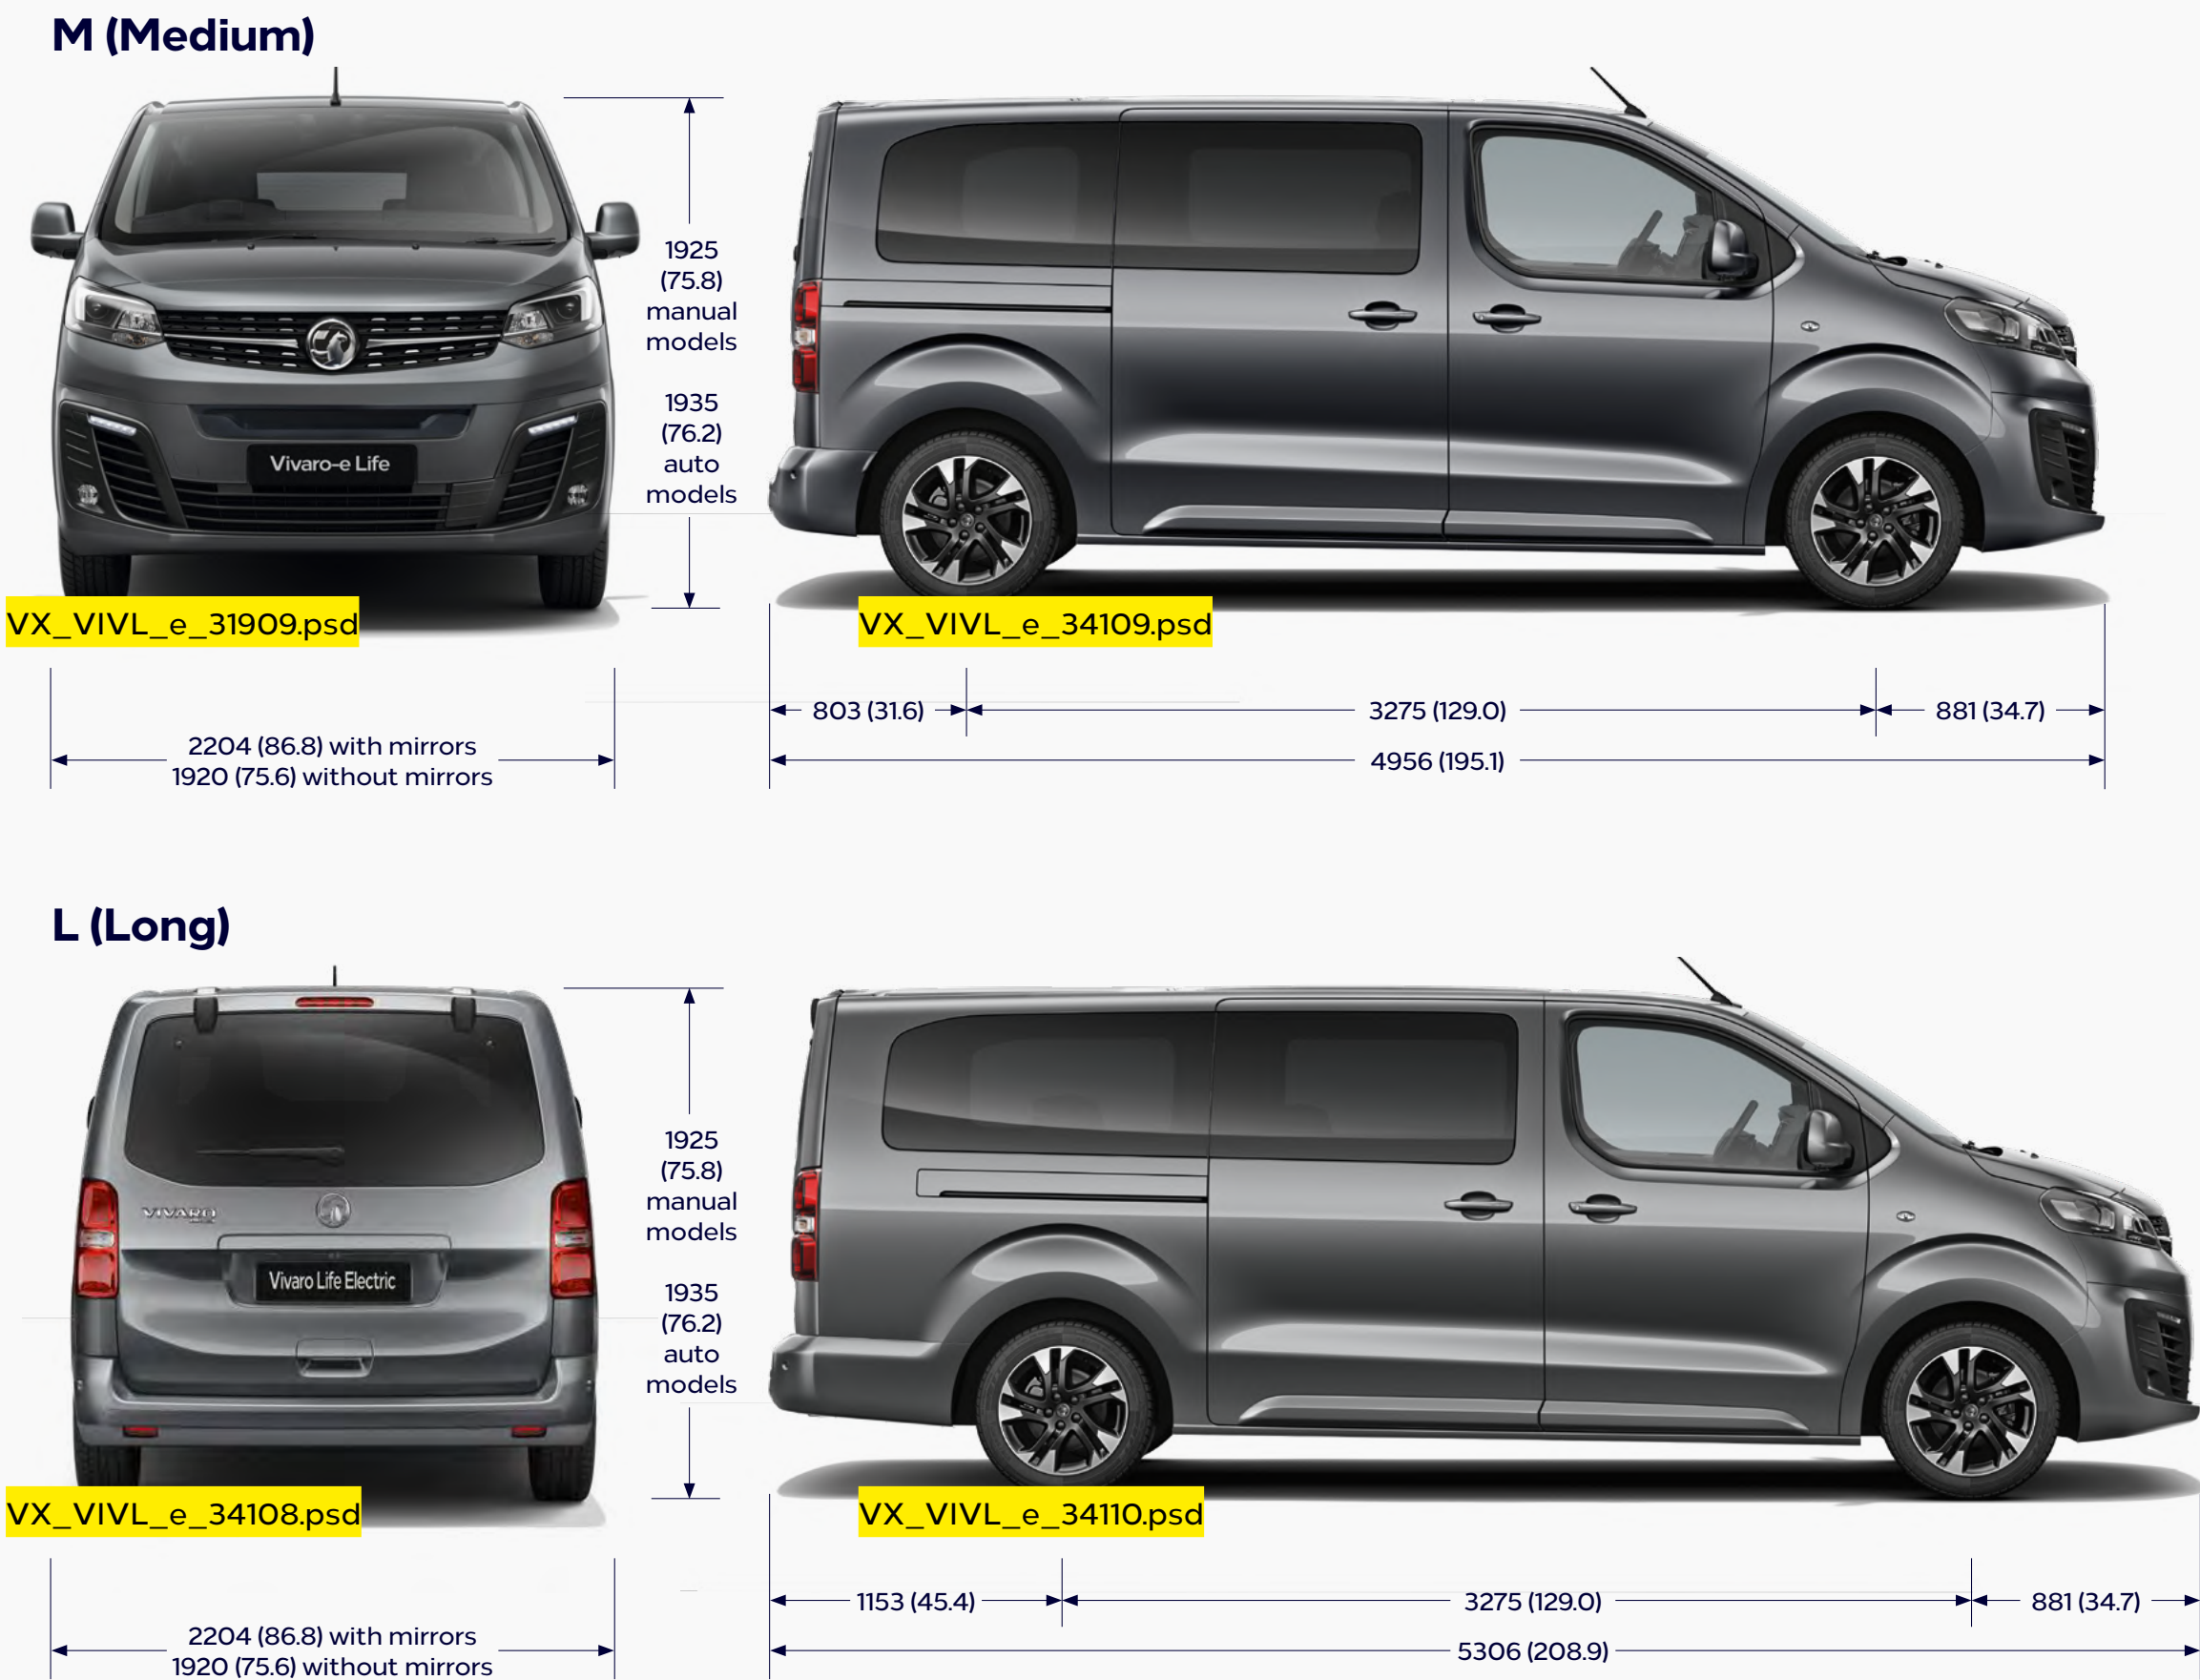 M (Medium)
1925
(75.8)
manual
models
1935
(76.2)
auto
models
Vivaro-e Life
VX_VIVL_e_31909.psd
VX_VIVL_e_34109.psd
803 (31.6)
3275 (129.0)
881 (34.7)
2204 (86.8) with mirrors
1920 (75.6) without mirrors
4956 (195.1)
L (Long)
1925
(75.8)
manual
models
1935
(76.2)
auto
models
VIVARO
Vivaro Life Electric
VX_VIVL_e_34108.psd
VX_VIVL_e_34110.psd
1153 (45.4)
3275 (129.0)
881 (34.7)
2204 (86.8) with mirrors
1920 (75.6) without mirrors
5306 (208.9)